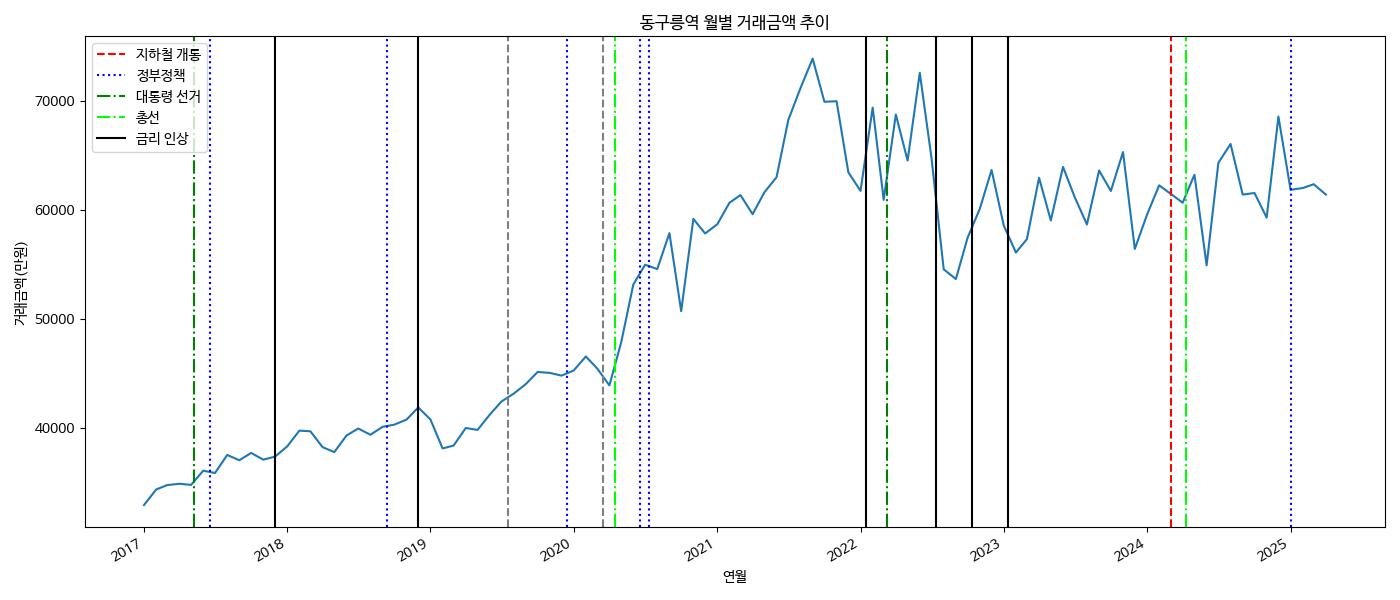 동구릉역 월별 거래금액 추이
지하철 개통
정부정책
대통령 선거
총선
금리 인상
거래금액(만원)
70000
60000
50000
40000
2017
2018
2019
2020
2021
2022
2023
2024
2025
연월